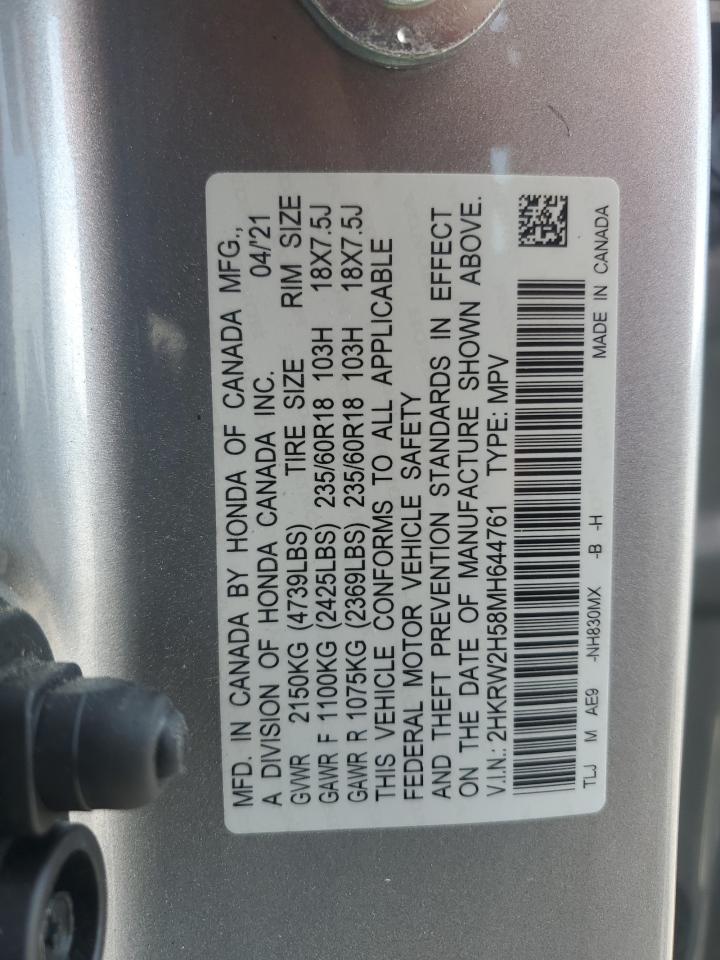 MFD. IN CANADA BY HONDA OF CANADA MFG.,
A DIVISION OF HONDA CANADA INC. 04/'21
GVWR 2150KG (4739LBS) TIRE SIZE RIM SIZE
GAWR F 1100KG (2425LBS) 235/60R18 103H 18X7.5J
GAWR R 1075KG (2369LBS) 235/60R18 103H 18X7.5J
THIS VEHICLE CONFORMS TO ALL APPLICABLE
FEDERAL MOTOR VEHICLE SAFETY
AND THEFT PREVENTION STANDARDS IN EFFECT
ON THE DATE OF MANUFACTURE SHOWN ABOVE.
V.I.N.: 2HKRW2H58MH644761 TYPE: MPV
TLJ M AE9 -NH830MX -B -H MADE IN CANADA